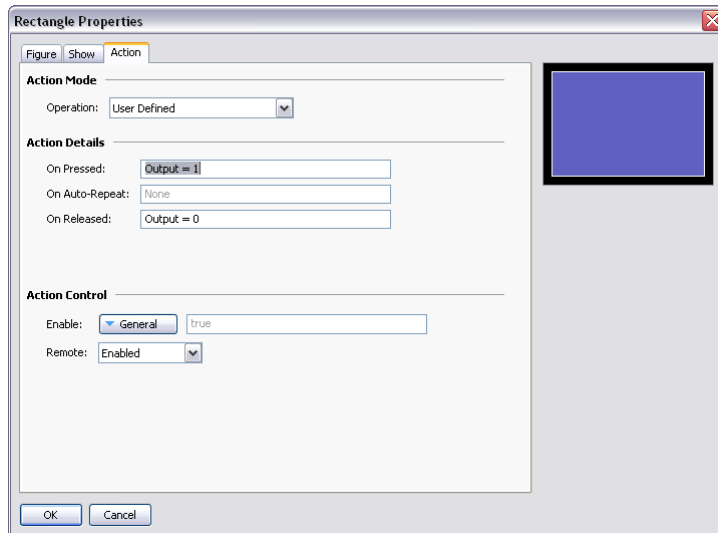 Rectangle Properties
Figure Show Action
Action Mode
Operation: User Defined
Action Details
On Pressed: Output = 1
On Auto-Repeat: None
On Released: Output = 0
Action Control
Enable: General true
Remote: Enabled
OK Cancel